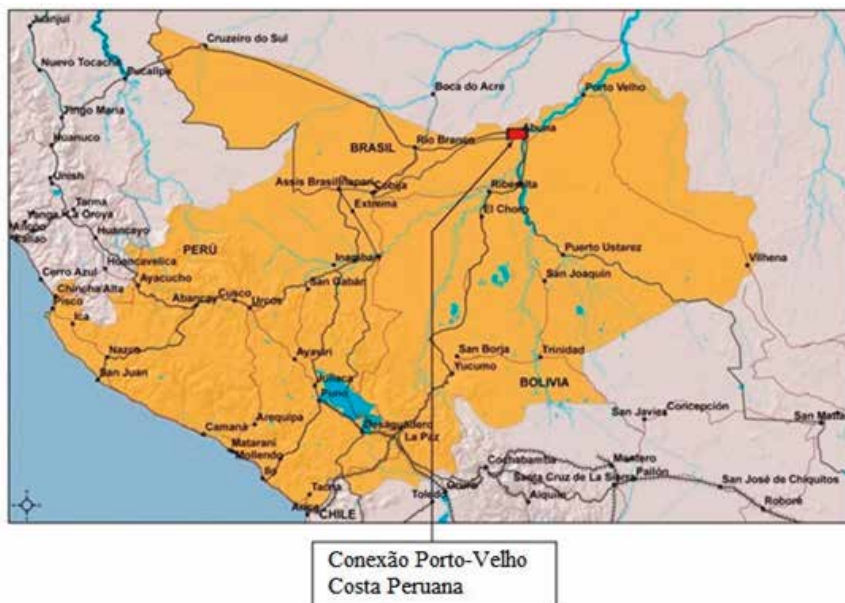 Juanjui
Cruzeiro do Sul
Nuevo Tocache
Pucallpa
Boca do Acre
Porto Velho
Tingo Maria
Abuna
Huanuco
BRASIL
Rio Branco
Unish
Assis Brasil
Iñapari
Cobija
Riberalta
Tarma
Extrema
El Choro
La Oroya
Huancayo
PERÚ
Callao
Inambari
Puerto Ustarez
Huancavelica
Vilhena
Cerro Azul
Ayacucho
San Gabán
San Joaquin
Chincha Alta
Cusco
Pisco
Abancay
Urcos
Ica
Nazca
Ayaviri
San Borja
Trinidad
San Juan
Juliaca
Yucumo
BOLIVIA
Puno
Camaná
Arequipa
Desaguadero
San Javier
Concepción
San Matia
La Paz
Matarani
Mollendo
Cochabamba
Montero
Ilo
Santa Cruz de La Sierra
Pailón
Tacna
Toledo
Oruro
Aiquile
San José de Chiquitos
Arica
CHILE
Roboré
Conexão Porto-Velho
Costa Peruana